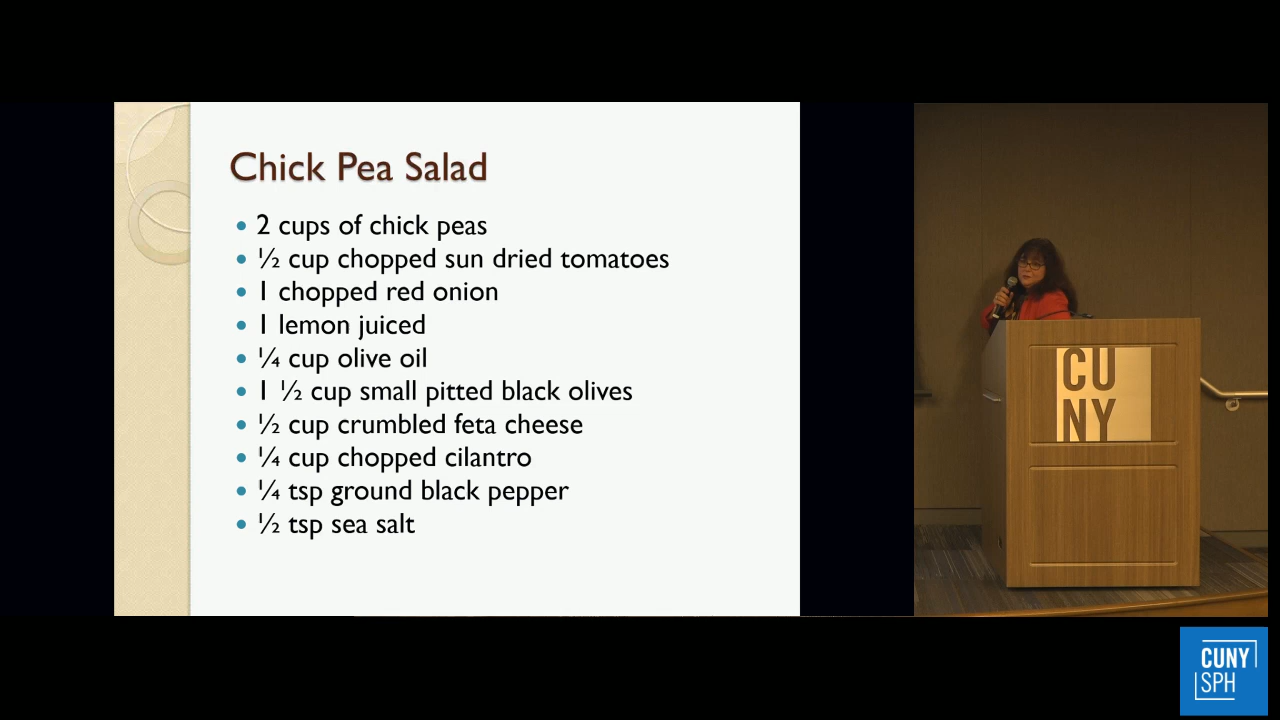 Chick Pea Salad
• 2 cups of chick peas
• ½ cup chopped sun dried tomatoes
• 1 chopped red onion
• 1 lemon juiced
• ¼ cup olive oil
• 1 ½ cup small pitted black olives
• ½ cup crumbled feta cheese
• ¼ cup chopped cilantro
• ¼ tsp ground black pepper
• ½ tsp sea salt
CU
NY
CUNY
SPH